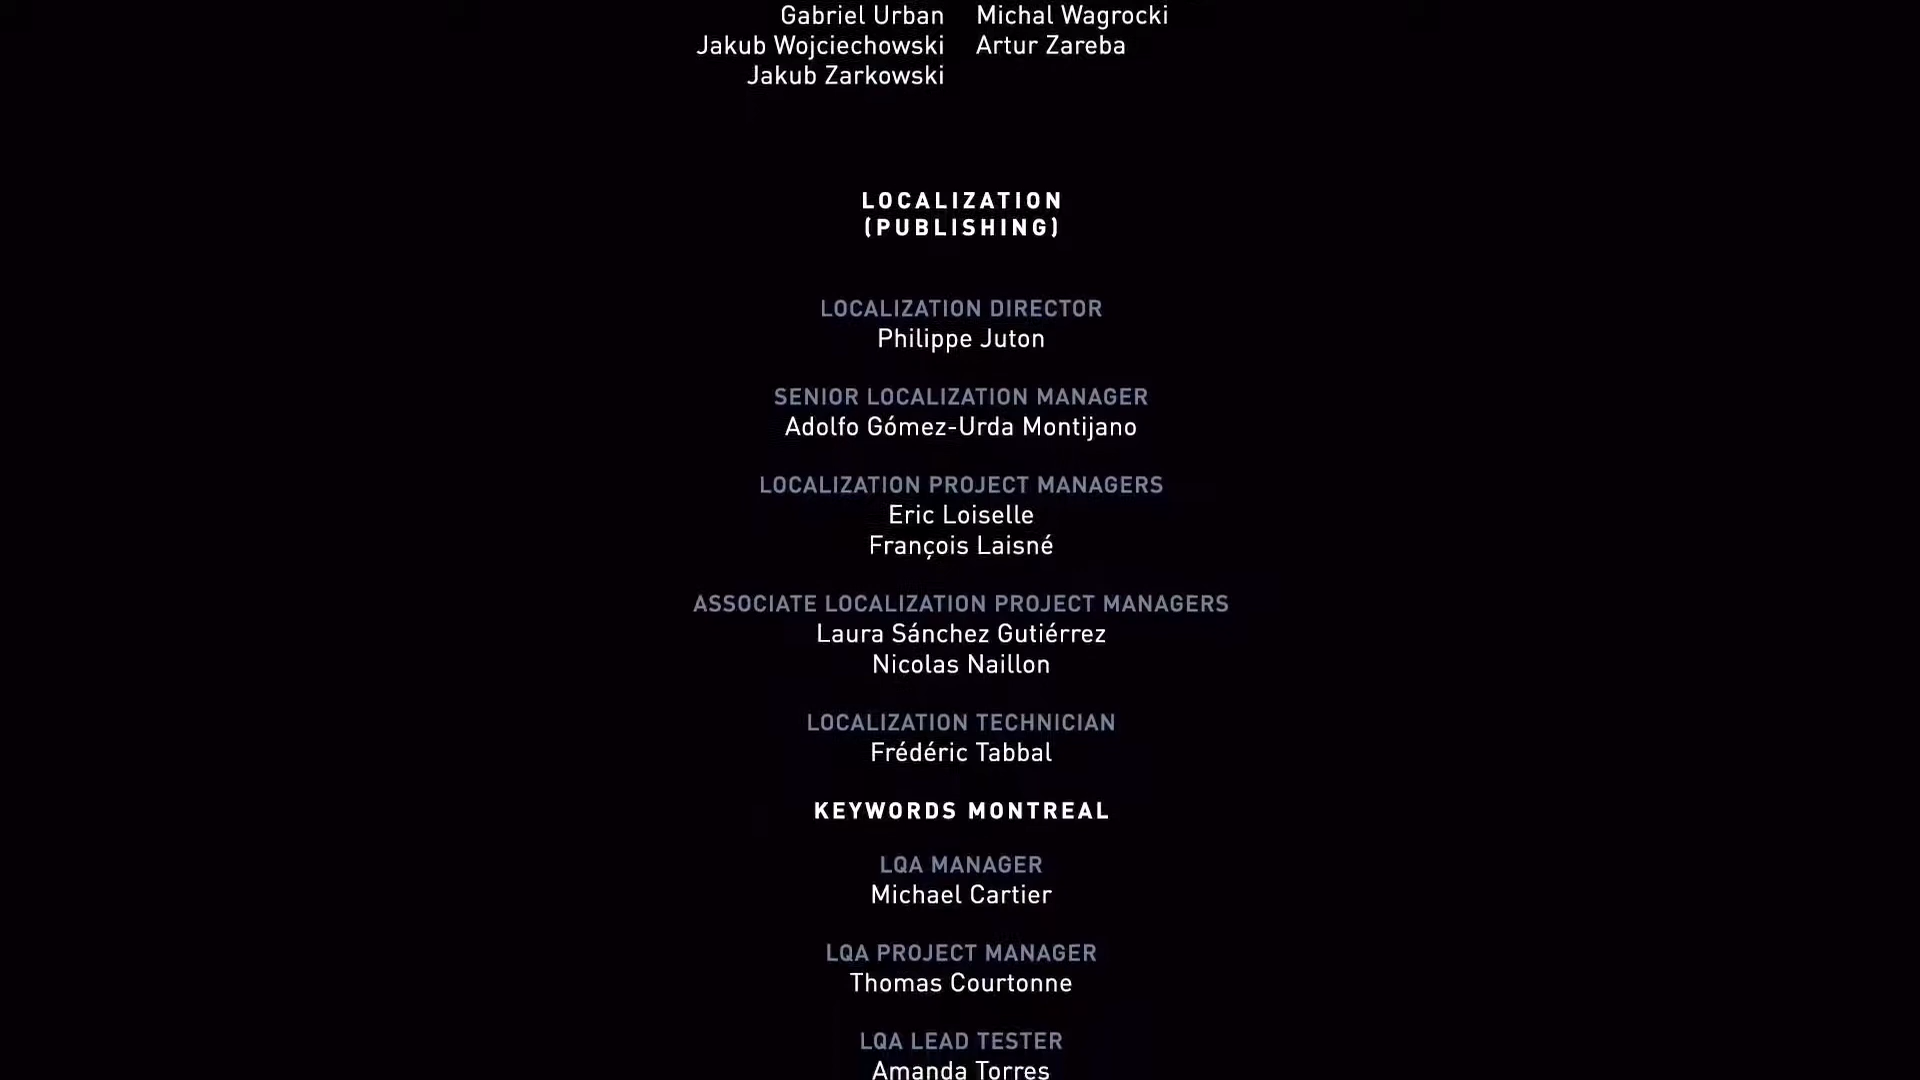 Gabriel Urban Michal Wagrocki
Jakub Wojciechowski Artur Zareba
Jakub Zarkowski
LOCALIZATION
(PUBLISHING)
LOCALIZATION DIRECTOR
Philippe Juton
SENIOR LOCALIZATION MANAGER
Adolfo Gómez-Urda Montijano
LOCALIZATION PROJECT MANAGERS
Eric Loiselle
François Laisné
ASSOCIATE LOCALIZATION PROJECT MANAGERS
Laura Sánchez Gutiérrez
Nicolas Naillon
LOCALIZATION TECHNICIAN
Frédéric Tabbal
KEYWORDS MONTREAL
LQA MANAGER
Michael Cartier
LQA PROJECT MANAGER
Thomas Courtonne
LQA LEAD TESTER
Amanda Torres